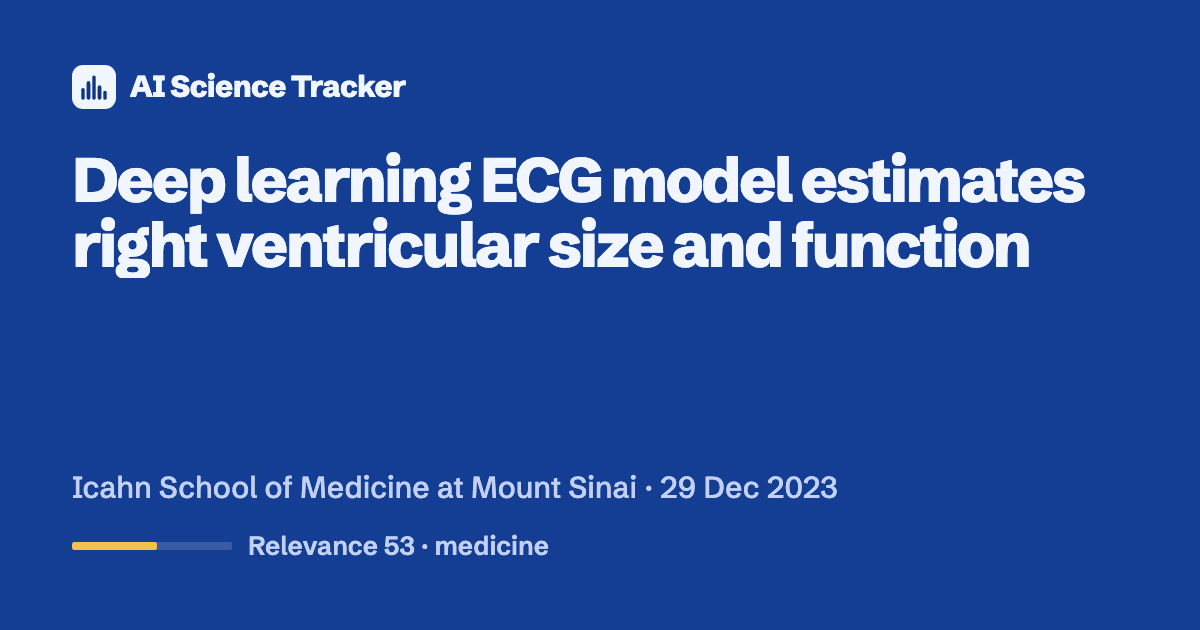 AI Science Tracker
Deep learning ECG model estimates
right ventricular size and function
Icahn School of Medicine at Mount Sinai · 29 Dec 2023
Relevance 53 · medicine